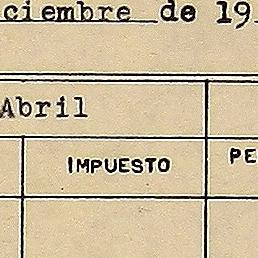 ciembre de 19
Abril
IMPUESTO
PE